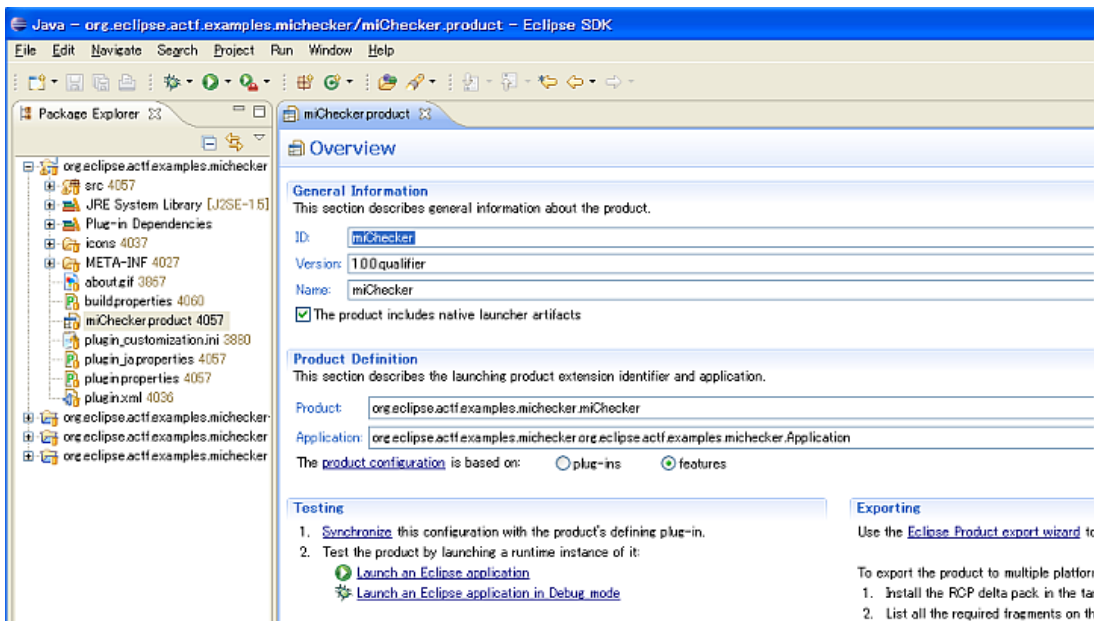 Java - org.eclipse.actf.examples.michecker/miChecker.product - Eclipse SDK
File Edit Navigate Search Project Run Window Help
Package Explorer
miChecker.product
Overview
org.eclipse.actf.examples.michecker
src 4057
JRE System Library [J2SE-1.5]
Plug-in Dependencies
icons 4037
META-INF 4027
about.gif 3857
build.properties 4060
miChecker.product 4057
plugin_customization.ini 3880
plugin_ja.properties 4057
plugin.properties 4057
plugin.xml 4036
org.eclipse.actf.examples.michecker-
org.eclipse.actf.examples.michecker
org.eclipse.actf.examples.michecker
General Information
This section describes general information about the product.
ID: miChecker
Version: 1.0.0.qualifier
Name: miChecker
The product includes native launcher artifacts
Product Definition
This section describes the launching product extension identifier and application.
Product: org.eclipse.actf.examples.michecker.miChecker
Application: org.eclipse.actf.examples.michecker.org.eclipse.actf.examples.michecker.Application
The product configuration is based on: plug-ins features
Testing
1. Synchronize this configuration with the product's defining plug-in.
2. Test the product by launching a runtime instance of it:
Launch an Eclipse application
Launch an Eclipse application in Debug mode
Exporting
Use the Eclipse Product export wizard to
To export the product to multiple platfor
1. Install the RCP delta pack in the ta
2. List all the required fragments on th